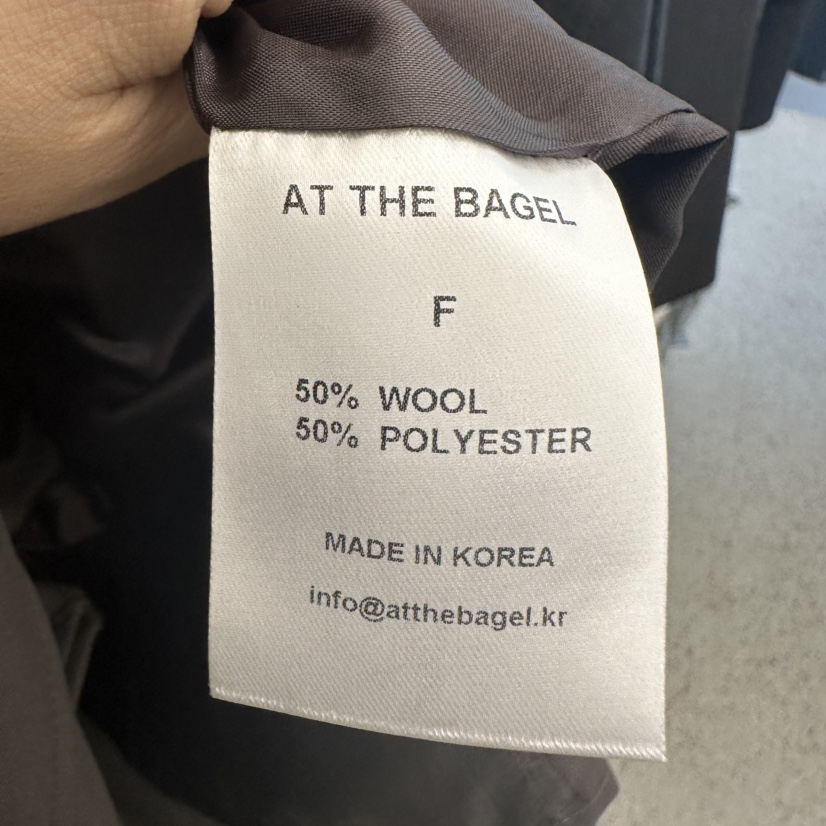 AT THE BAGEL
F
50% WOOL
50% POLYESTER
MADE IN KOREA
info@atthebagel.kr